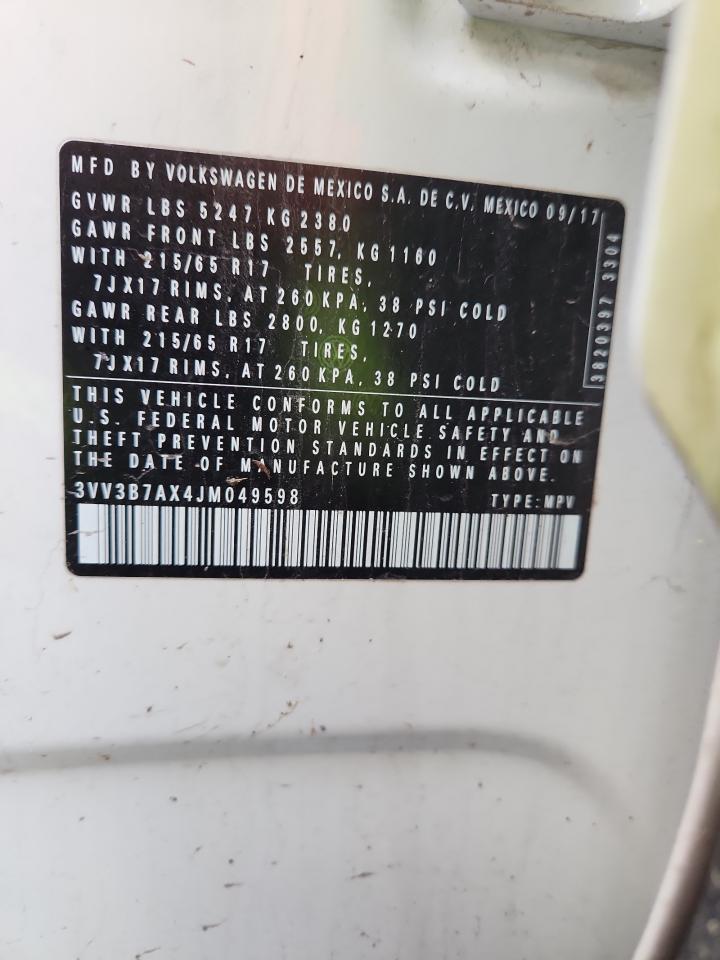 MFD BY VOLKSWAGEN DE MEXICO S.A. DE C.V. MEXICO 09/17
GVWR LBS 5247 KG 2380
GAWR FRONT LBS 2557, KG 1160
WITH 215/65 R17 TIRES,
7JX17 RIMS, AT 260 KPA, 38 PSI COLD
GAWR REAR LBS 2800, KG 1270
WITH 215/65 R17 TIRES,
7JX17 RIMS, AT 260 KPA, 38 PSI COLD
3820397 3304
THIS VEHICLE CONFORMS TO ALL APPLICABLE
U.S. FEDERAL MOTOR VEHICLE SAFETY AND
THEFT PREVENTION STANDARDS IN EFFECT ON
THE DATE OF MANUFACTURE SHOWN ABOVE.
3VV3B7AX4JM049598 TYPE: MPV